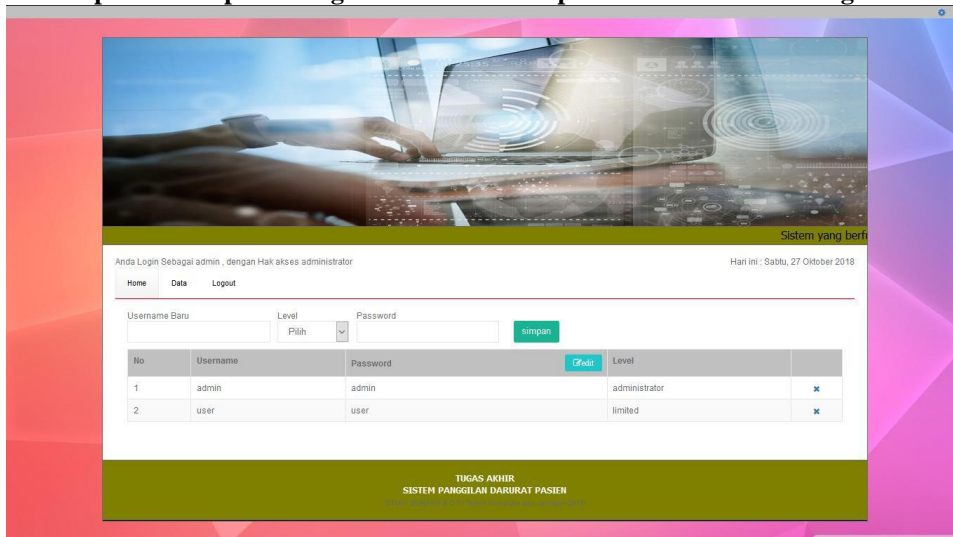 Sistem yang berfu
Anda Login Sebagai admin , dengan Hak akses administrator
Hari ini : Sabtu, 27 Oktober 2018
Home Data Logout
Username Baru Level Password
Pilih simpan
No Username Password edit Level
1 admin admin administrator
2 user user limited
TUGAS AKHIR
SISTEM PANGGILAN DARURAT PASIEN